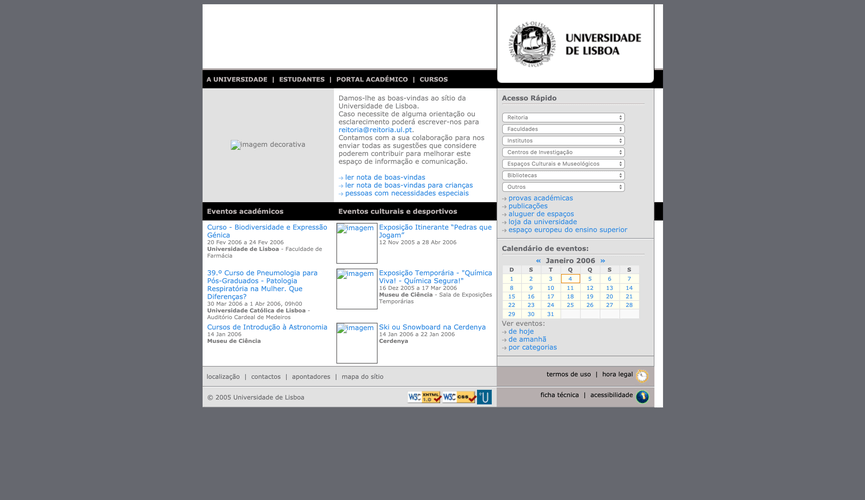 UNIVERSIDADE
DE LISBOA
A UNIVERSIDADE | ESTUDANTES | PORTAL ACADÉMICO | CURSOS
imagem decorativa
Damos-lhe as boas-vindas ao sítio da
Universidade de Lisboa.
Caso necessite de alguma orientação ou
esclarecimento poderá escrever-nos para
reitoria@reitoria.ul.pt.
Contamos com a sua colaboração para nos
enviar todas as sugestões que considere
poderem contribuir para melhorar este
espaço de informação e comunicação.
ler nota de boas-vindas
ler nota de boas-vindas para crianças
pessoas com necessidades especiais
Acesso Rápido
Reitoria
Faculdades
Institutos
Centros de Investigação
Espaços Culturais e Museológicos
Bibliotecas
Outros
provas académicas
publicações
aluguer de espaços
loja da universidade
espaço europeu do ensino superior
Eventos académicos
Curso - Biodiversidade e Expressão
Génica
20 Fev 2006 a 24 Fev 2006
Universidade de Lisboa - Faculdade de
Farmácia
39.º Curso de Pneumologia para
Pós-Graduados - Patologia
Respiratória na Mulher. Que
Diferenças?
30 Mar 2006 a 1 Abr 2006, 09h00
Universidade Católica de Lisboa -
Auditório Cardeal de Medeiros
Cursos de Introdução à Astronomia
14 Jan 2006
Museu de Ciência
Eventos culturais e desportivos
imagem
Exposição Itinerante "Pedras que
Jogam"
12 Nov 2005 a 28 Abr 2006
imagem
Exposição Temporária - "Química
Viva! - Química Segura!"
16 Dez 2005 a 17 Mar 2006
Museu de Ciência - Sala de Exposições
Temporárias
imagem
Ski ou Snowboard na Cerdenya
14 Jan 2006 a 22 Jan 2006
Cerdenya
Calendário de eventos:
« Janeiro 2006 »
D S T Q Q S S
1 2 3 4 5 6 7
8 9 10 11 12 13 14
15 16 17 18 19 20 21
22 23 24 25 26 27 28
29 30 31
Ver eventos:
de hoje
de amanhã
por categorias
localização | contactos | apontadores | mapa do sítio
termos de uso | hora legal
© 2005 Universidade de Lisboa
W3C XHTML 1.0
W3C CSS
U
ficha técnica | acessibilidade